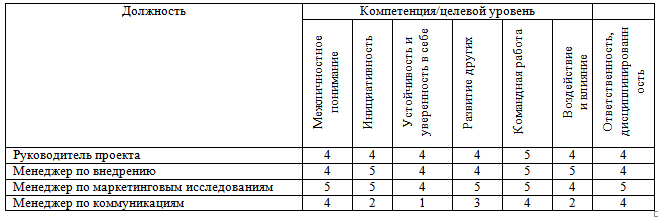 Должность Компетенция/целевой уровень
Межличностное
понимание
Инициативность
Устойчивость и
уверенность в себе
Развитие других
Командная работа
Воздействие
и влияние
Ответственность,
дисциплинированн
ость
Руководитель проекта 4 4 4 4 5 4 4
Менеджер по внедрению 4 5 4 4 5 5 4
Менеджер по маркетинговым исследованиям 5 5 4 5 5 4 5
Менеджер по коммуникациям 4 2 1 3 4 2 4